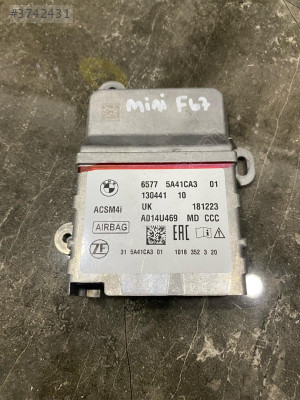 #3742431
mini F67
6577 5A41CA3 01
130441 10
ACSM4i UK 181223
A014U469 MD CCC
AIRBAG
EAC
ZF
31 5A41CA3 01 1018 352 3 20